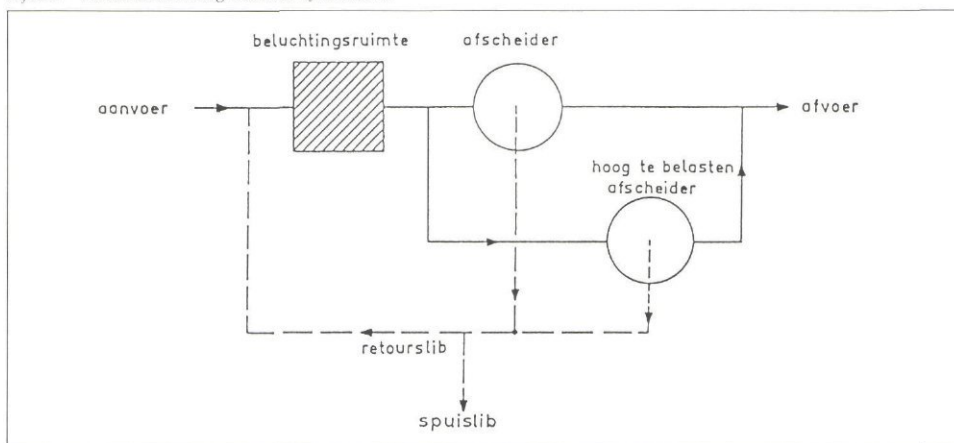 beluchtingsruimte
afscheider
aanvoer
afvoer
hoog te belasten
afscheider
retourslib
spuislib